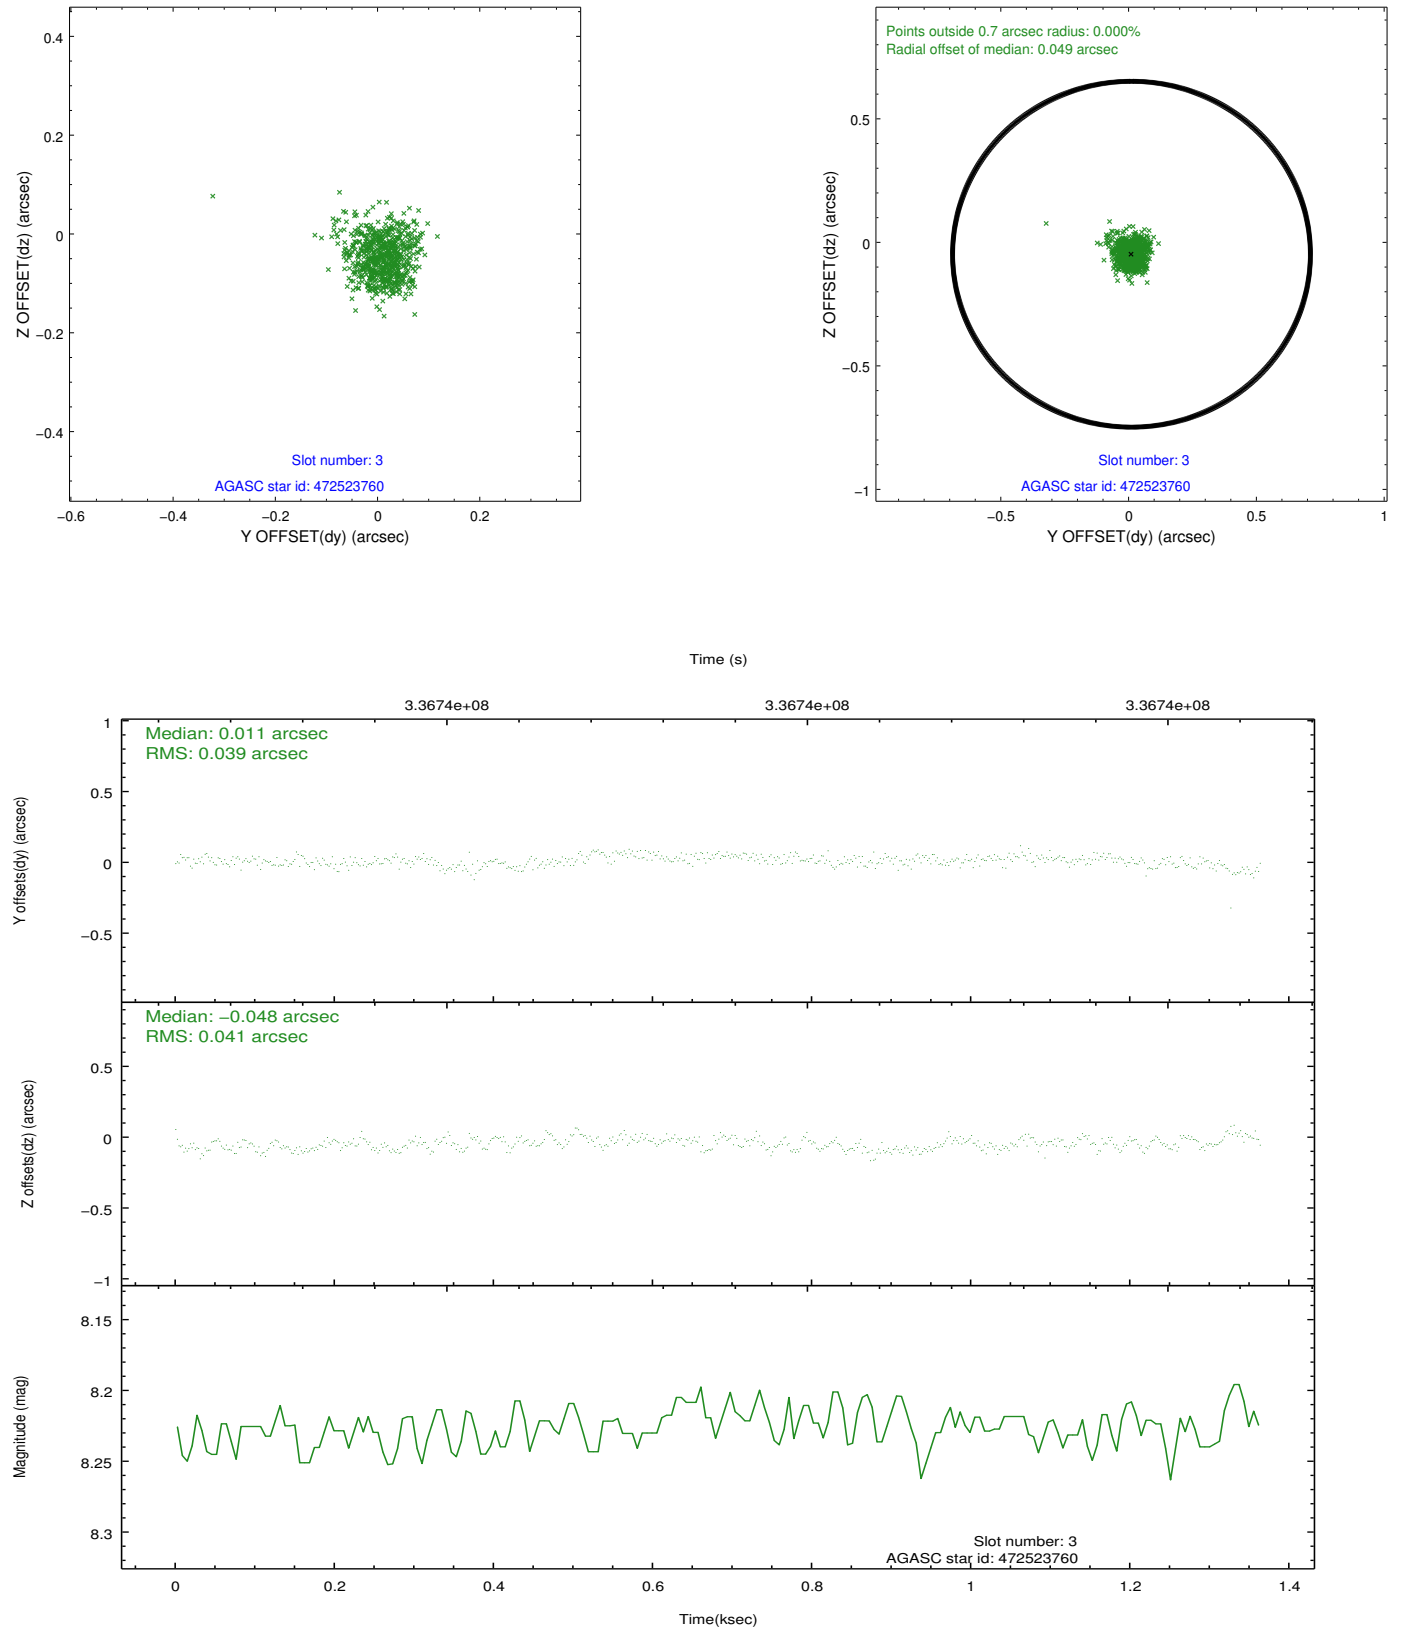 0.4
0.2
0
−0.2
−0.4
Z OFFSET(dz) (arcsec)
Slot number: 3
AGASC star id: 472523760
−0.6 −0.4 −0.2 0 0.2
Y OFFSET(dy) (arcsec)
Points outside 0.7 arcsec radius: 0.000%
Radial offset of median: 0.049 arcsec
0.5
0
−0.5
−1
Z OFFSET(dz) (arcsec)
Slot number: 3
AGASC star id: 472523760
−0.5 0 0.5 1
Y OFFSET(dy) (arcsec)
Time (s)
3.3674e+08 3.3674e+08 3.3674e+08
Median: 0.011 arcsec
RMS: 0.039 arcsec
1
0.5
0
−0.5
Y offsets(dy) (arcsec)
Median: −0.048 arcsec
RMS: 0.041 arcsec
0.5
0
−0.5
−1
Z offsets(dz) (arcsec)
8.15
8.2
8.25
8.3
Magnitude (mag)
Slot number: 3
AGASC star id: 472523760
0 0.2 0.4 0.6 0.8 1 1.2 1.4
Time(ksec)